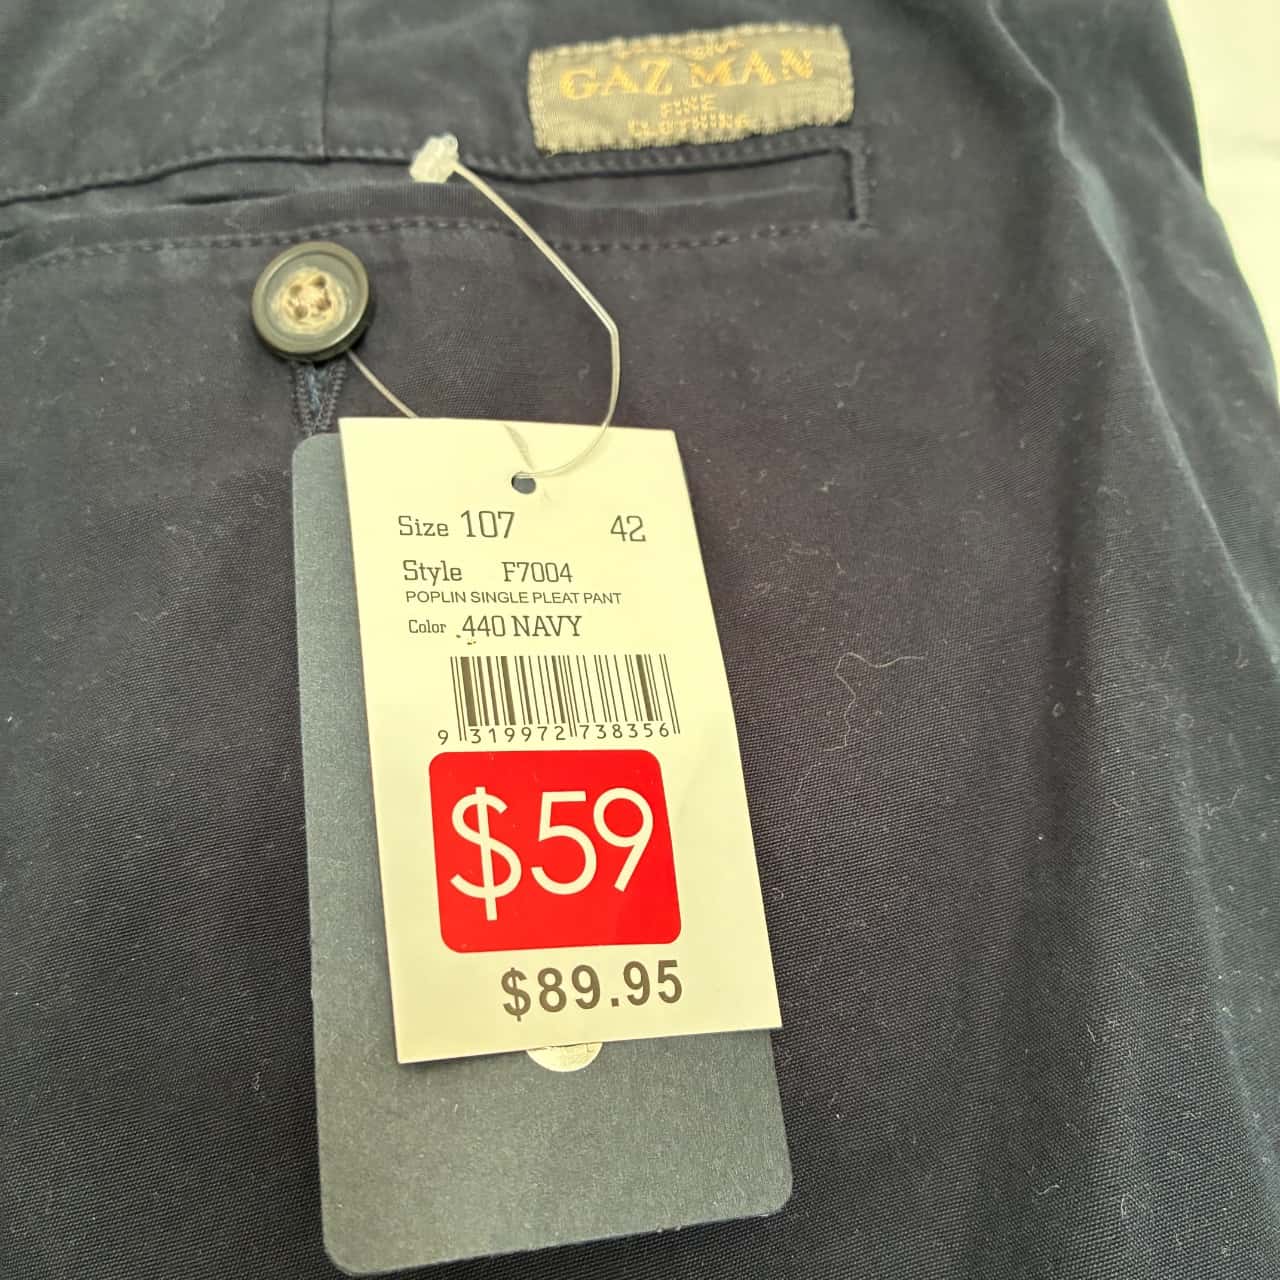 GAZ MAN
FINE
CLOTHING
Size 107 42
Style F7004
POPLIN SINGLE PLEAT PANT
Color 440 NAVY
9 319972 738356
$59
$89.95